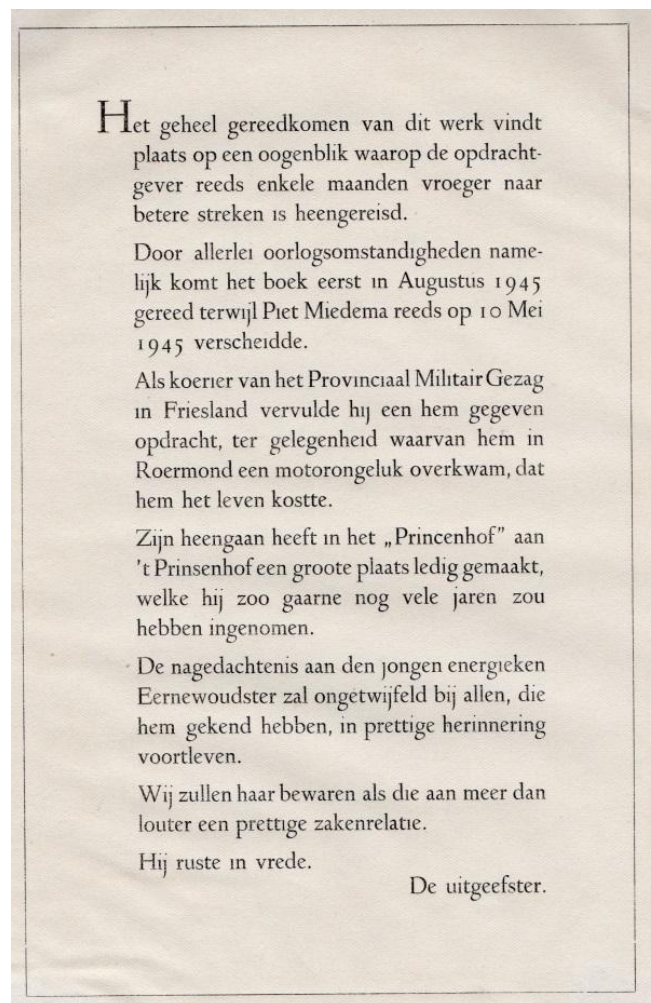 Het geheel gereedkomen van dit werk vindt
plaats op een oogenblik waarop de opdracht-
gever reeds enkele maanden vroeger naar
betere streken is heengereisd.
Door allerlei oorlogsomstandigheden name-
lijk komt het boek eerst in Augustus 1945
gereed terwijl Piet Miedema reeds op 10 Mei
1945 verscheidde.
Als koerier van het Provinciaal Militair Gezag
in Friesland vervulde hij een hem gegeven
opdracht, ter gelegenheid waarvan hem in
Roermond een motorongeluk overkwam, dat
hem het leven kostte.
Zijn heengaan heeft in het „Princenhof” aan
't Prinsenhof een groote plaats ledig gemaakt,
welke hij zoo gaarne nog vele jaren zou
hebben ingenomen.
De nagedachtenis aan den jongen energieken
Eernewoudster zal ongetwijfeld bij allen, die
hem gekend hebben, in prettige herinnering
voortleven.
Wij zullen haar bewaren als die aan meer dan
louter een prettige zakenrelatie.
Hij ruste in vrede.
De uitgeefster.